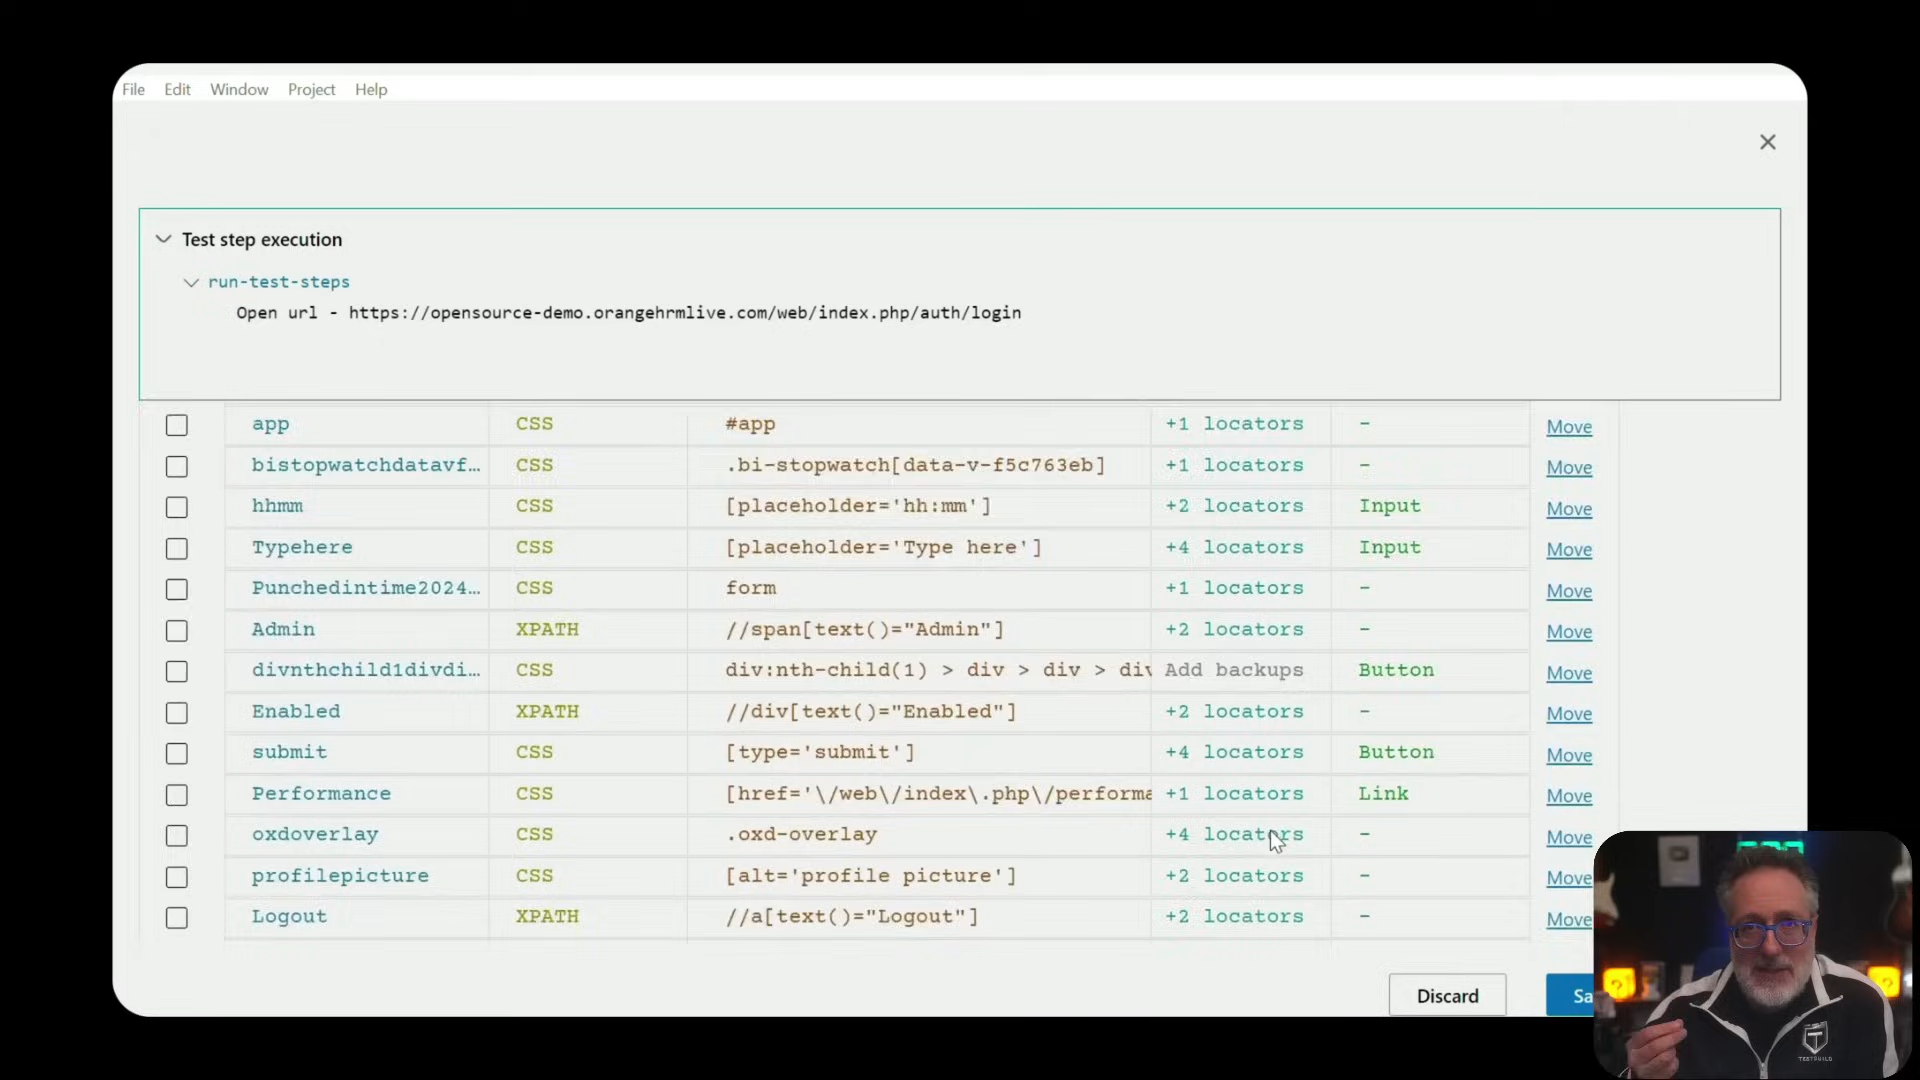 File Edit Window Project Help
Test step execution
run-test-steps
Open url - https://opensource-demo.orangehrmlive.com/web/index.php/auth/login
app CSS #app +1 locators - Move
bistopwatchdatavf… CSS .bi-stopwatch[data-v-f5c763eb] +1 locators - Move
hhmm CSS [placeholder='hh:mm'] +2 locators Input Move
Typehere CSS [placeholder='Type here'] +4 locators Input Move
Punchedintime2024… CSS form +1 locators - Move
Admin XPATH //span[text()="Admin"] +2 locators - Move
divnthchild1divdi… CSS div:nth-child(1) > div > div > div Add backups Button Move
Enabled XPATH //div[text()="Enabled"] +2 locators - Move
submit CSS [type='submit'] +4 locators Button Move
Performance CSS [href='\/web\/index\.php\/performa +1 locators Link Move
oxdoverlay CSS .oxd-overlay +4 locators - Move
profilepicture CSS [alt='profile picture'] +2 locators - Move
Logout XPATH //a[text()="Logout"] +2 locators - Move
Discard Sa
TESTGUILD